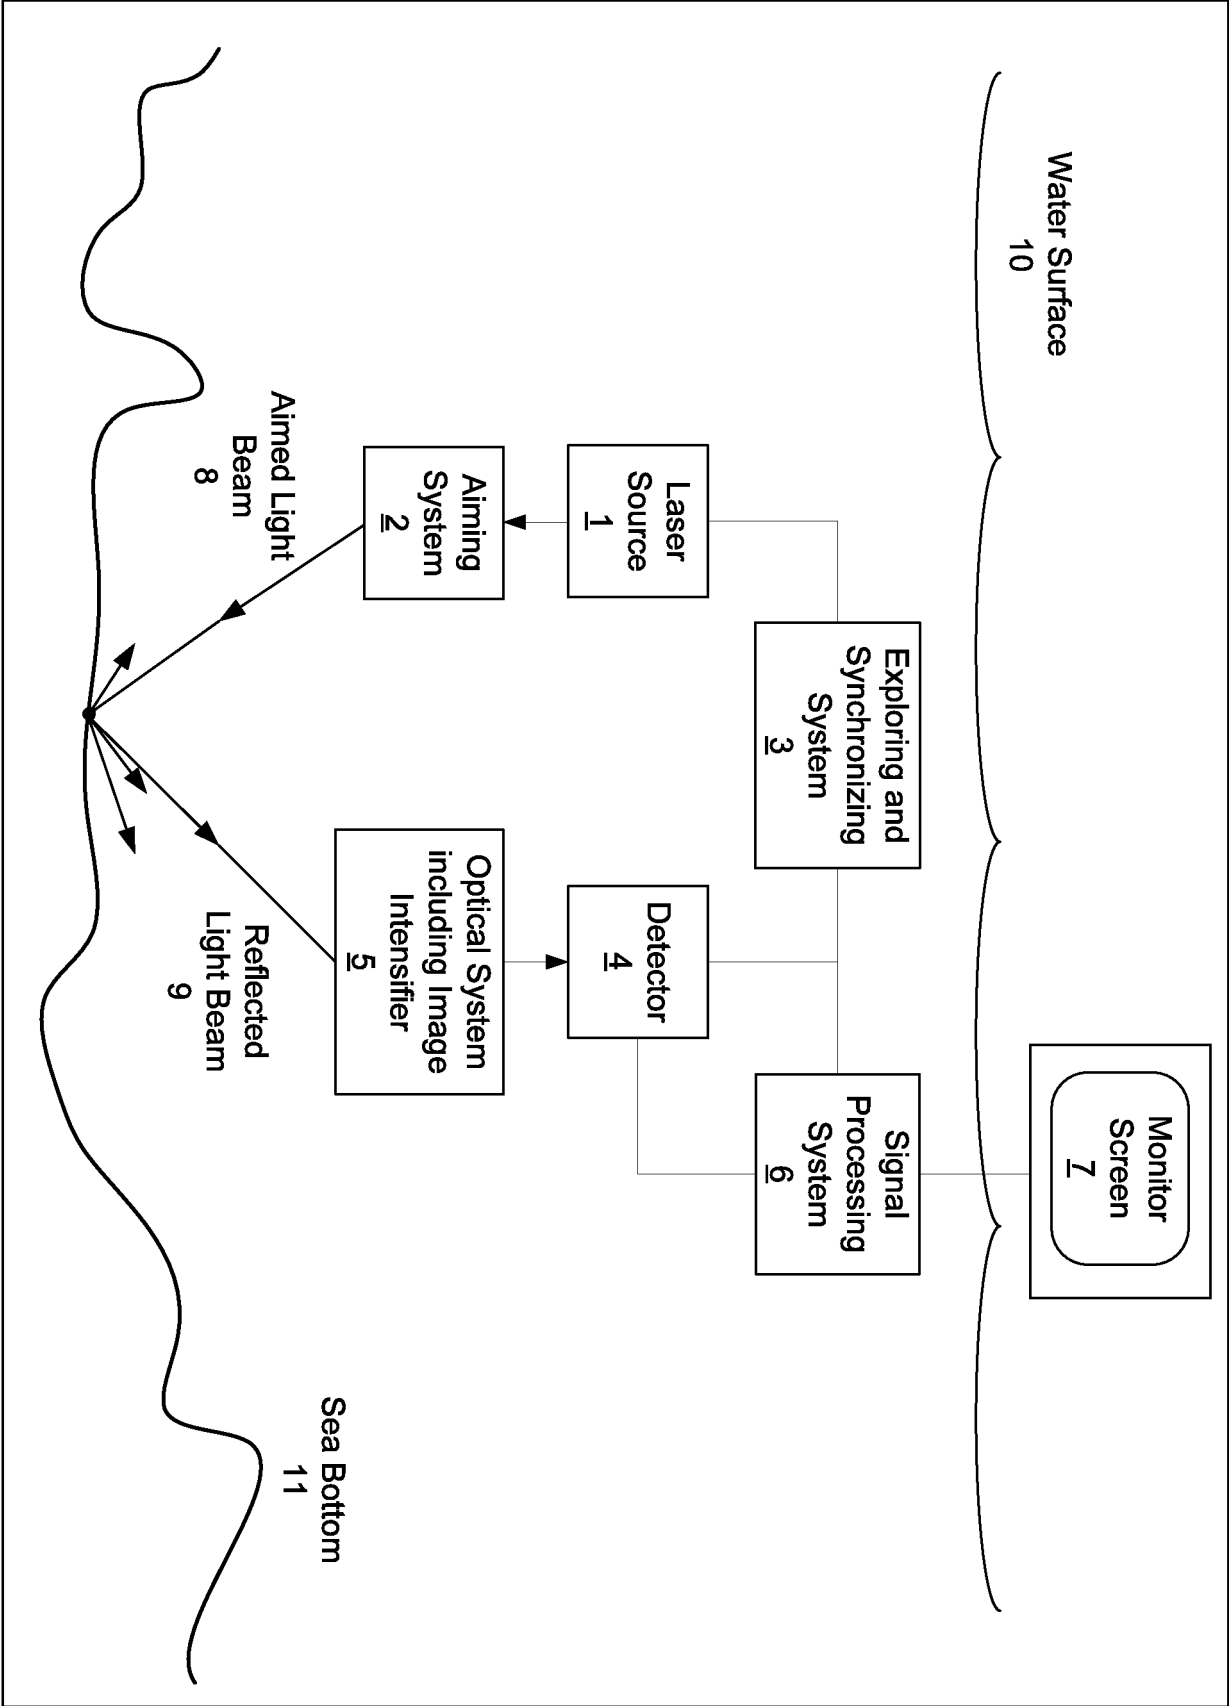 Water Surface
10
Monitor
Screen
7
Exploring and
Synchronizing
System
3
Signal
Processing
System
6
Laser
Source
1
Detector
4
Aiming
System
2
Optical System
including Image
Intensifier
5
Aimed Light
Beam
8
Reflected
Light Beam
9
Sea Bottom
11